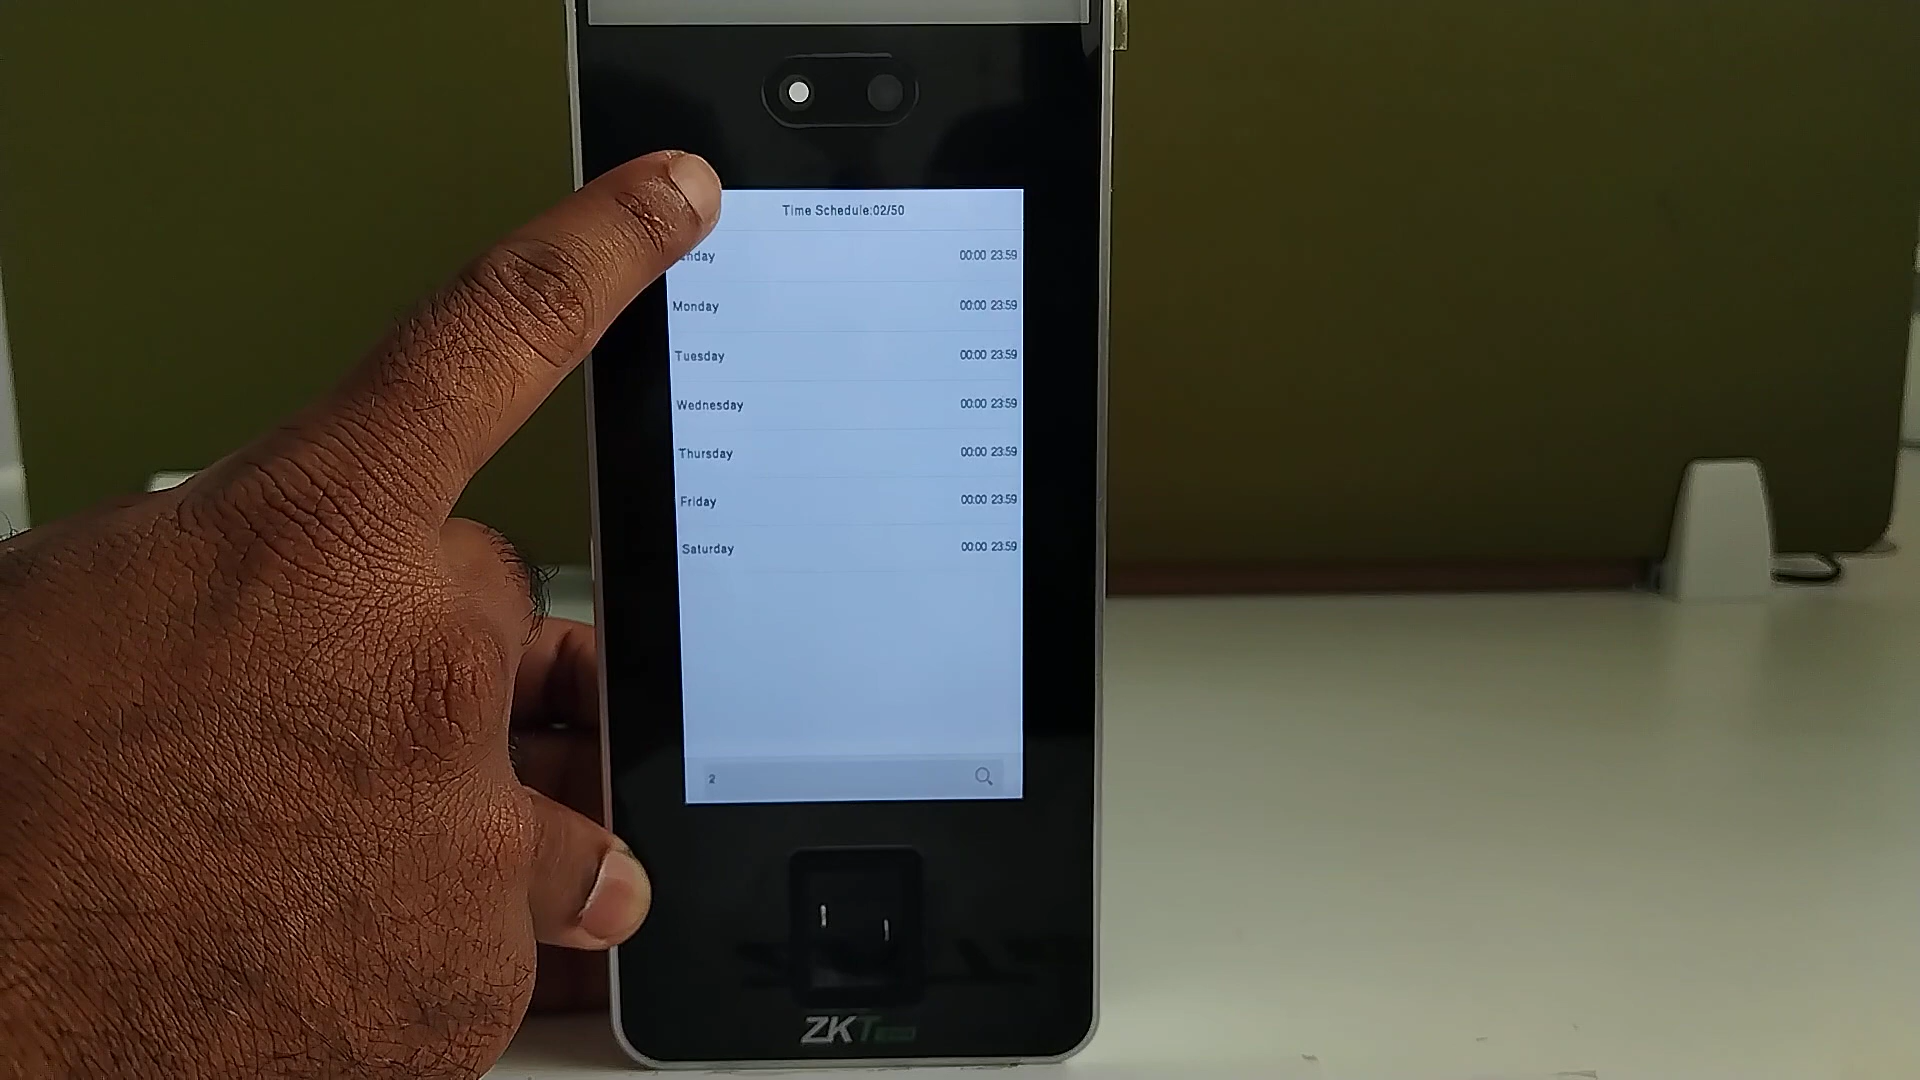 Time Schedule:02/50
nday 00:00 23:59
Monday 00:00 23:59
Tuesday 00:00 23:59
Wednesday 00:00 23:59
Thursday 00:00 23:59
Friday 00:00 23:59
Saturday 00:00 23:59
2
ZKTeco